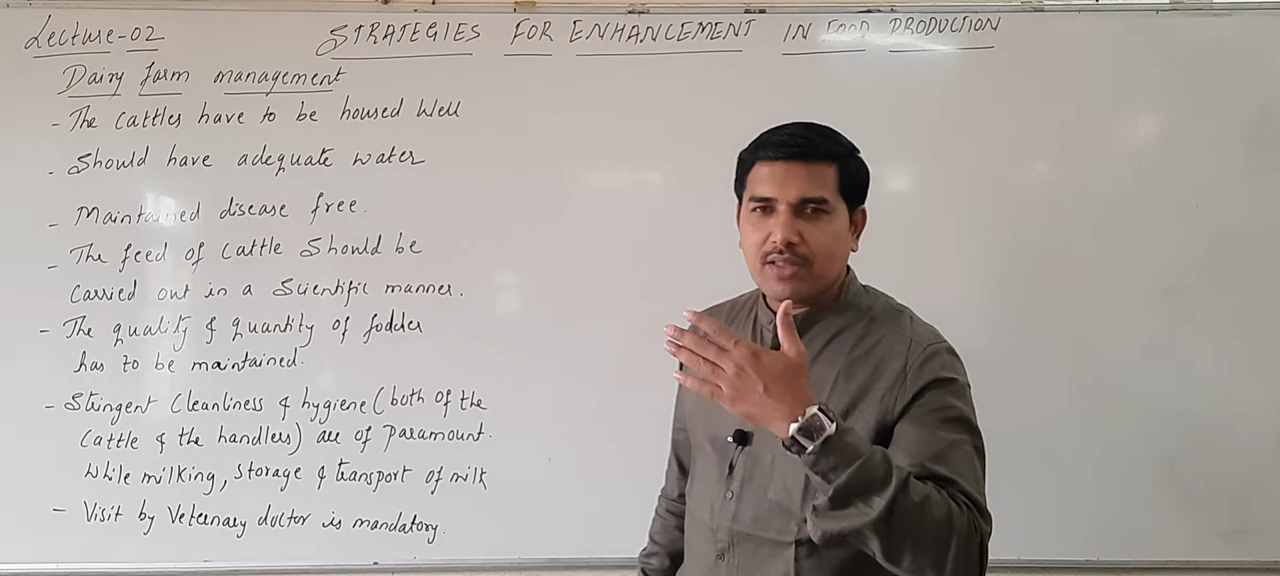 Lecture-02
STRATEGIES FOR ENHANCEMENT IN FOOD PRODUCTION
Dairy farm management
- The Cattles have to be housed well
- Should have adequate water
- Maintained disease free.
- The feed of Cattle Should be
Carried out in a Scientific manner.
- The quality & quantity of fodder
has to be maintained.
- Stringent Cleanliness & hygiene (both of the
Cattle & the handlers) are of Paramount.
While milking, Storage & transport of milk
- Visit by Veternary doctor is mandatory.